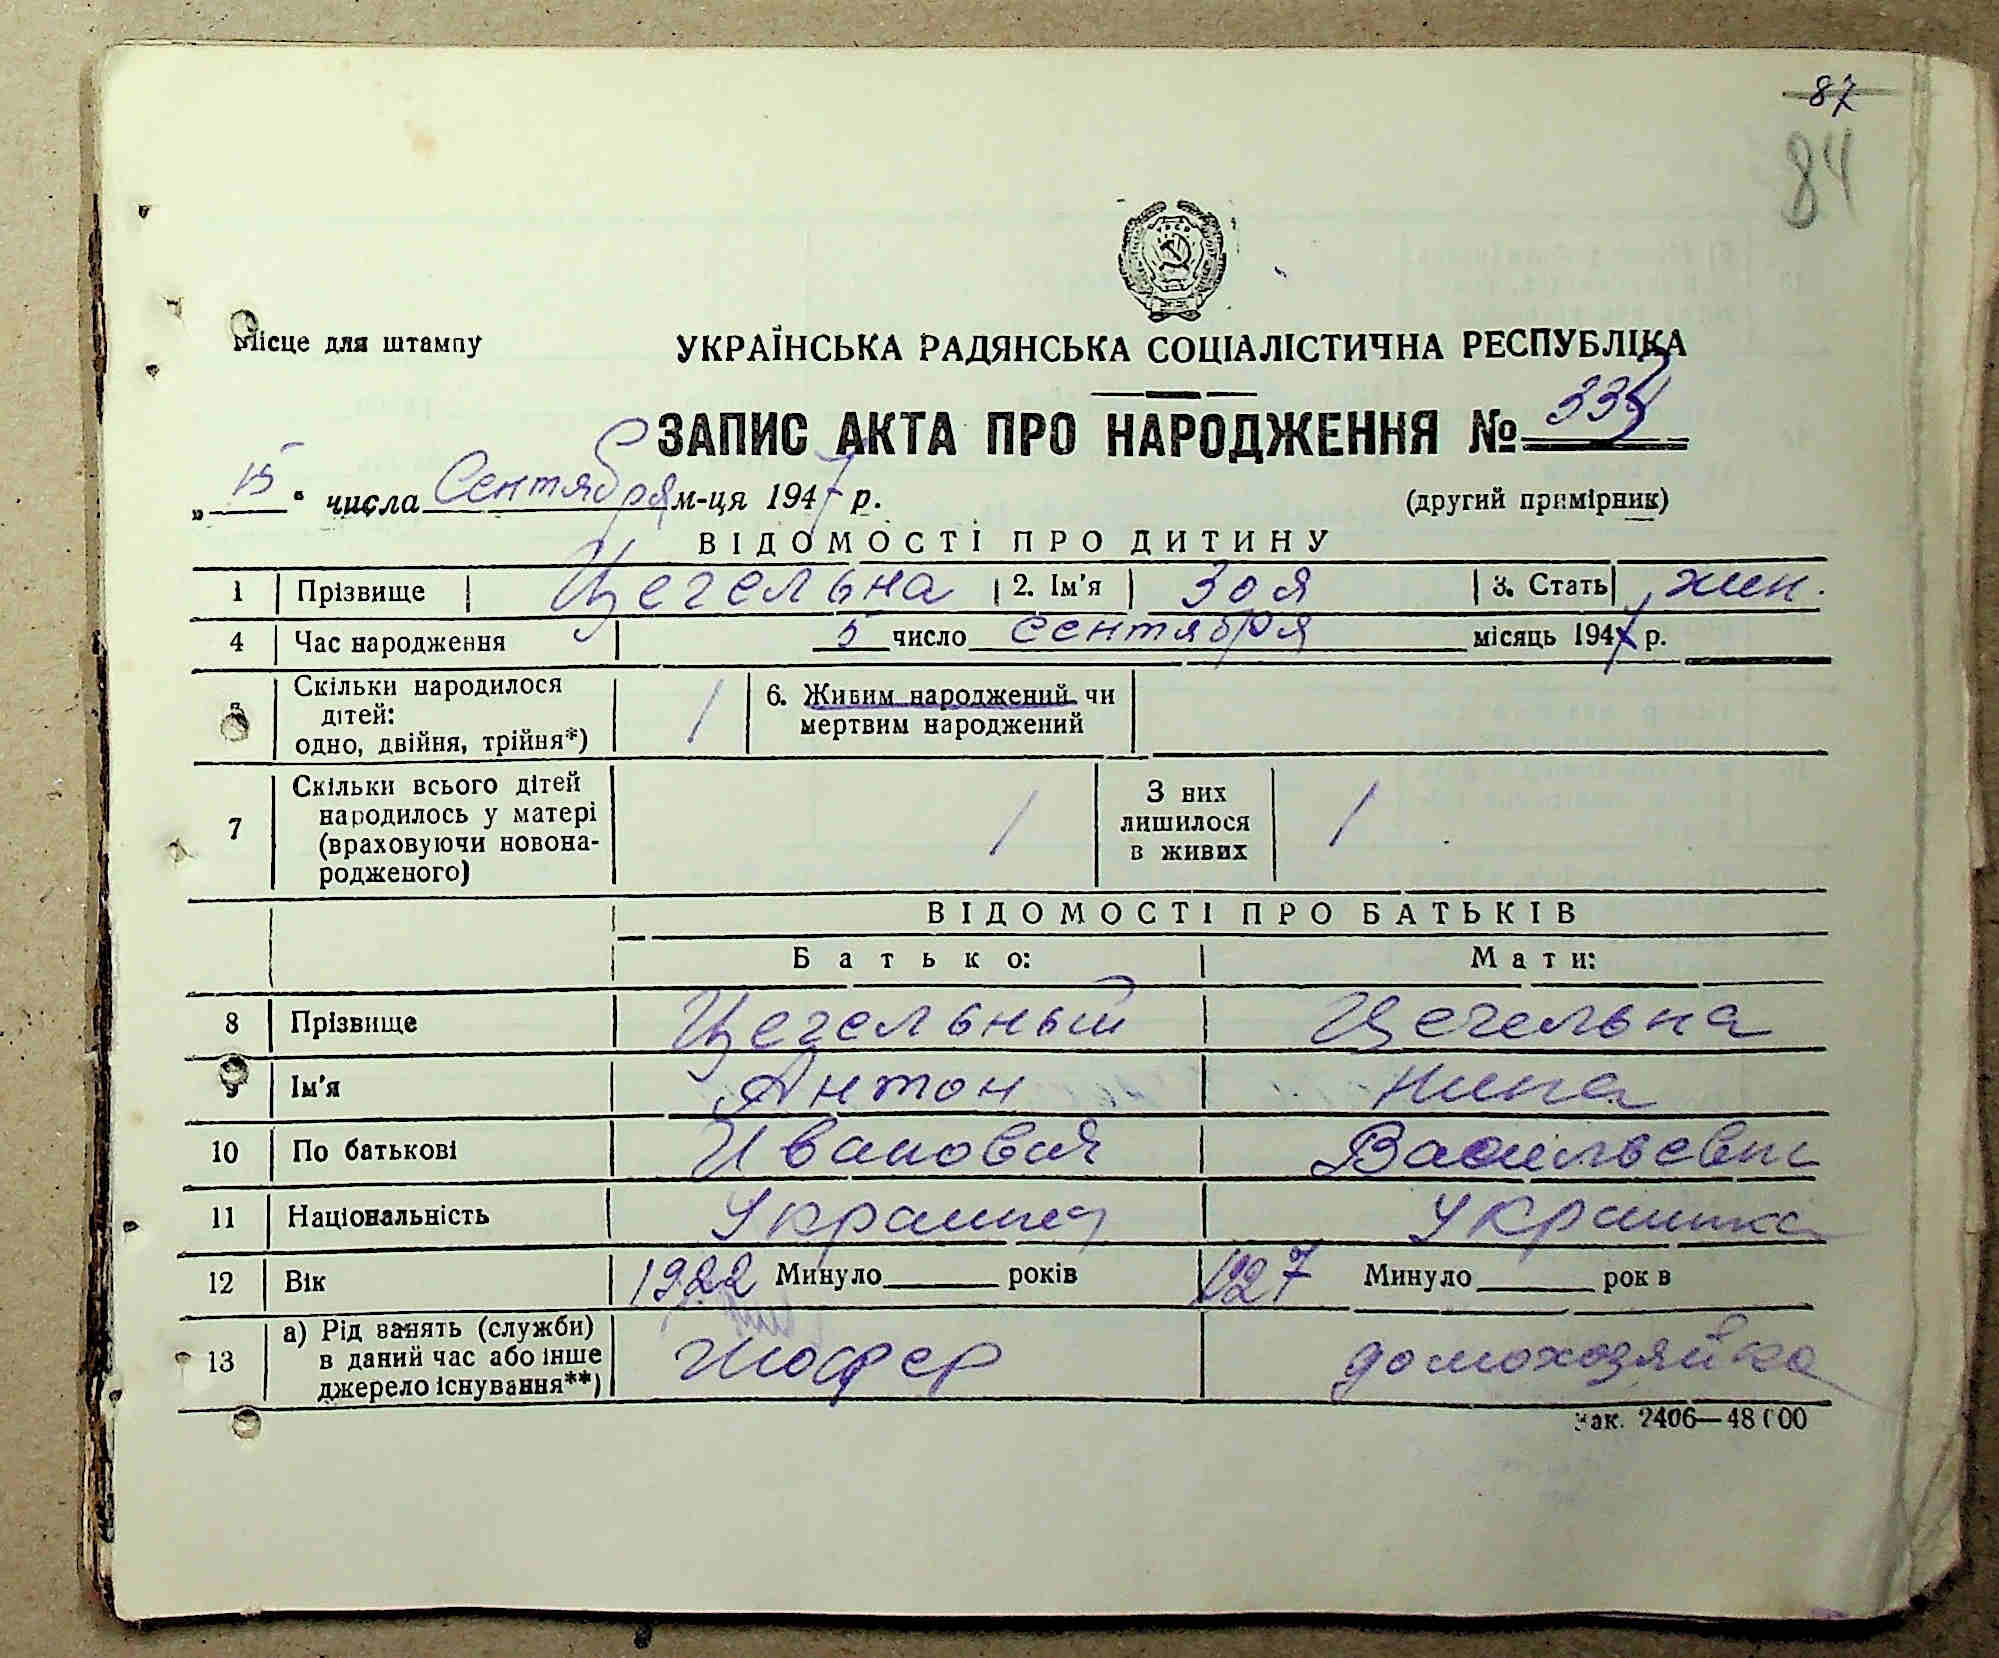 87
84
Місце для штампу
УКРАЇНСЬКА РАДЯНСЬКА СОЦІАЛІСТИЧНА РЕСПУБЛІКА
ЗАПИС АКТА ПРО НАРОДЖЕННЯ №
„15“ числа Сентября м-ця 1947 р. (другий примірник)
ВІДОМОСТІ ПРО ДИТИНУ
1 Прізвище Цегельна 2. Ім'я Зоя 3. Стать жен.
4 Час народження 5 число сентября місяць 1947 р.
5 Скільки народилося дітей: одно, двійня, трійня*) 1 6. Живим народжений чи мертвим народжений
7 Скільки всього дітей народилось у матері (враховуючи новонародженого) 1 З них лишилося в живих 1
ВІДОМОСТІ ПРО БАТЬКІВ
Батько: Мати:
8 Прізвище Цегельный Цегельна
9 Ім'я Антон Нина
10 По батькові Иванович Васильевн
11 Національність Украинец Украинка
12 Вік 1922 Минуло років 1927 Минуло рок в
13 а) Рід занять (служби) в даний час або інше джерело існування**) Шофер домохозяйка
Зак. 2406—48000